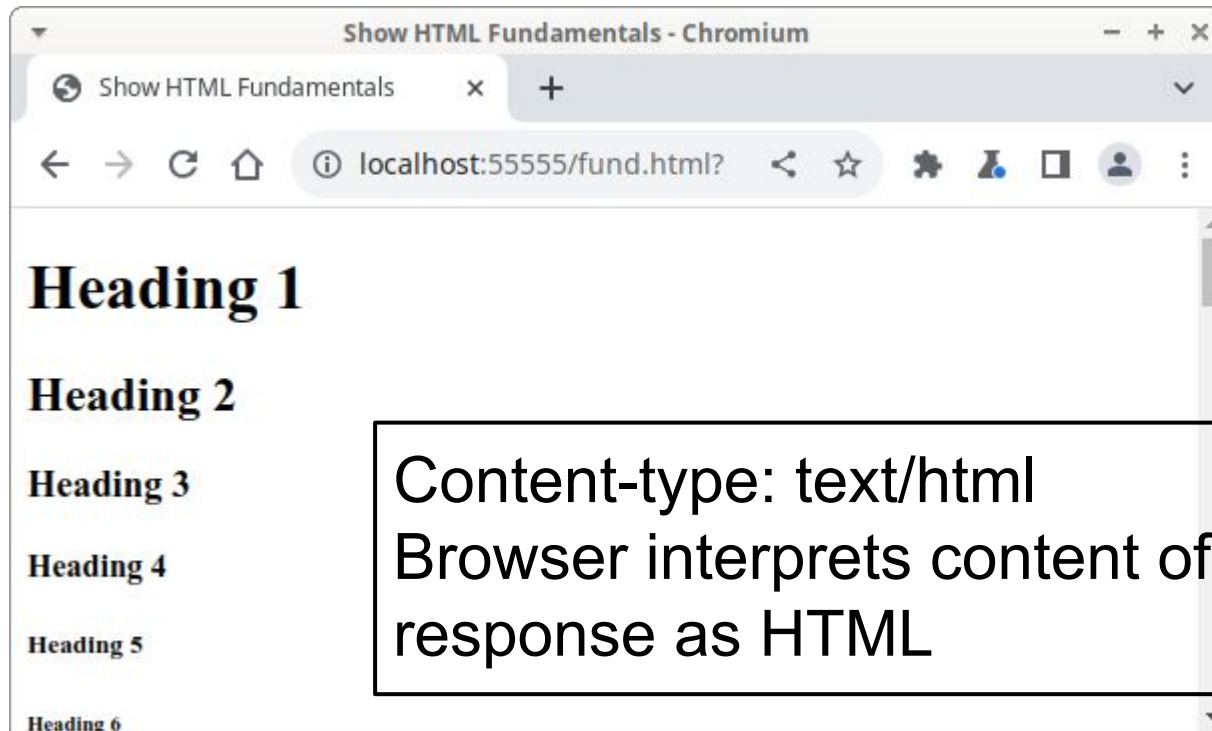 Show HTML Fundamentals - Chromium
Show HTML Fundamentals
localhost:55555/fund.html?
Heading 1
Heading 2
Heading 3
Heading 4
Heading 5
Heading 6
Content-type: text/html
Browser interprets content of
response as HTML